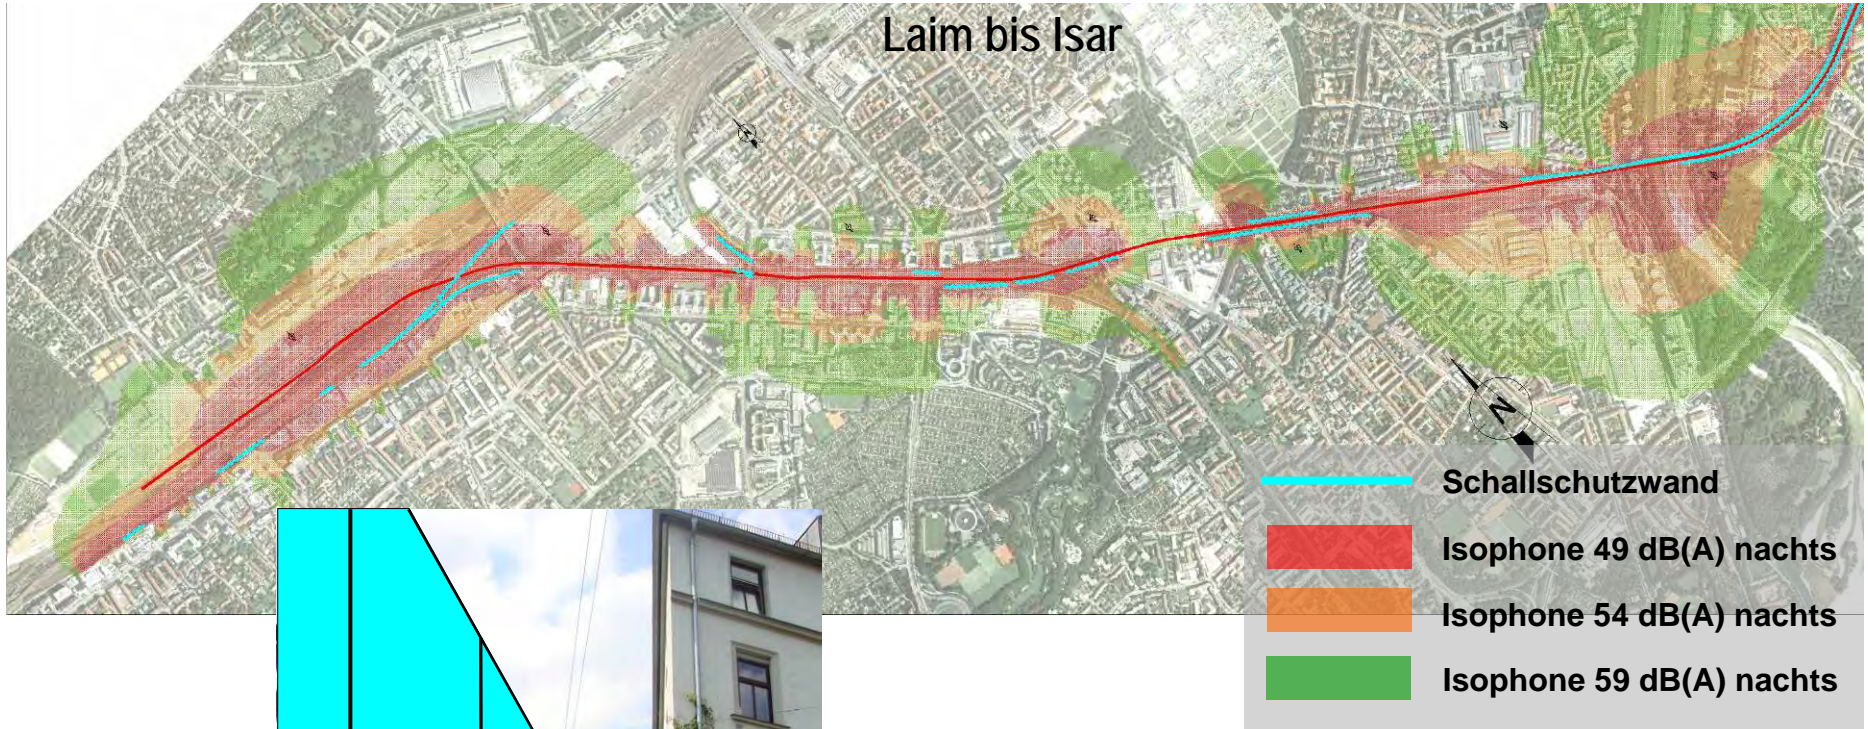 Laim bis Isar
N
Schallschutzwand
Isophone 49 dB(A) nachts
Isophone 54 dB(A) nachts
Isophone 59 dB(A) nachts